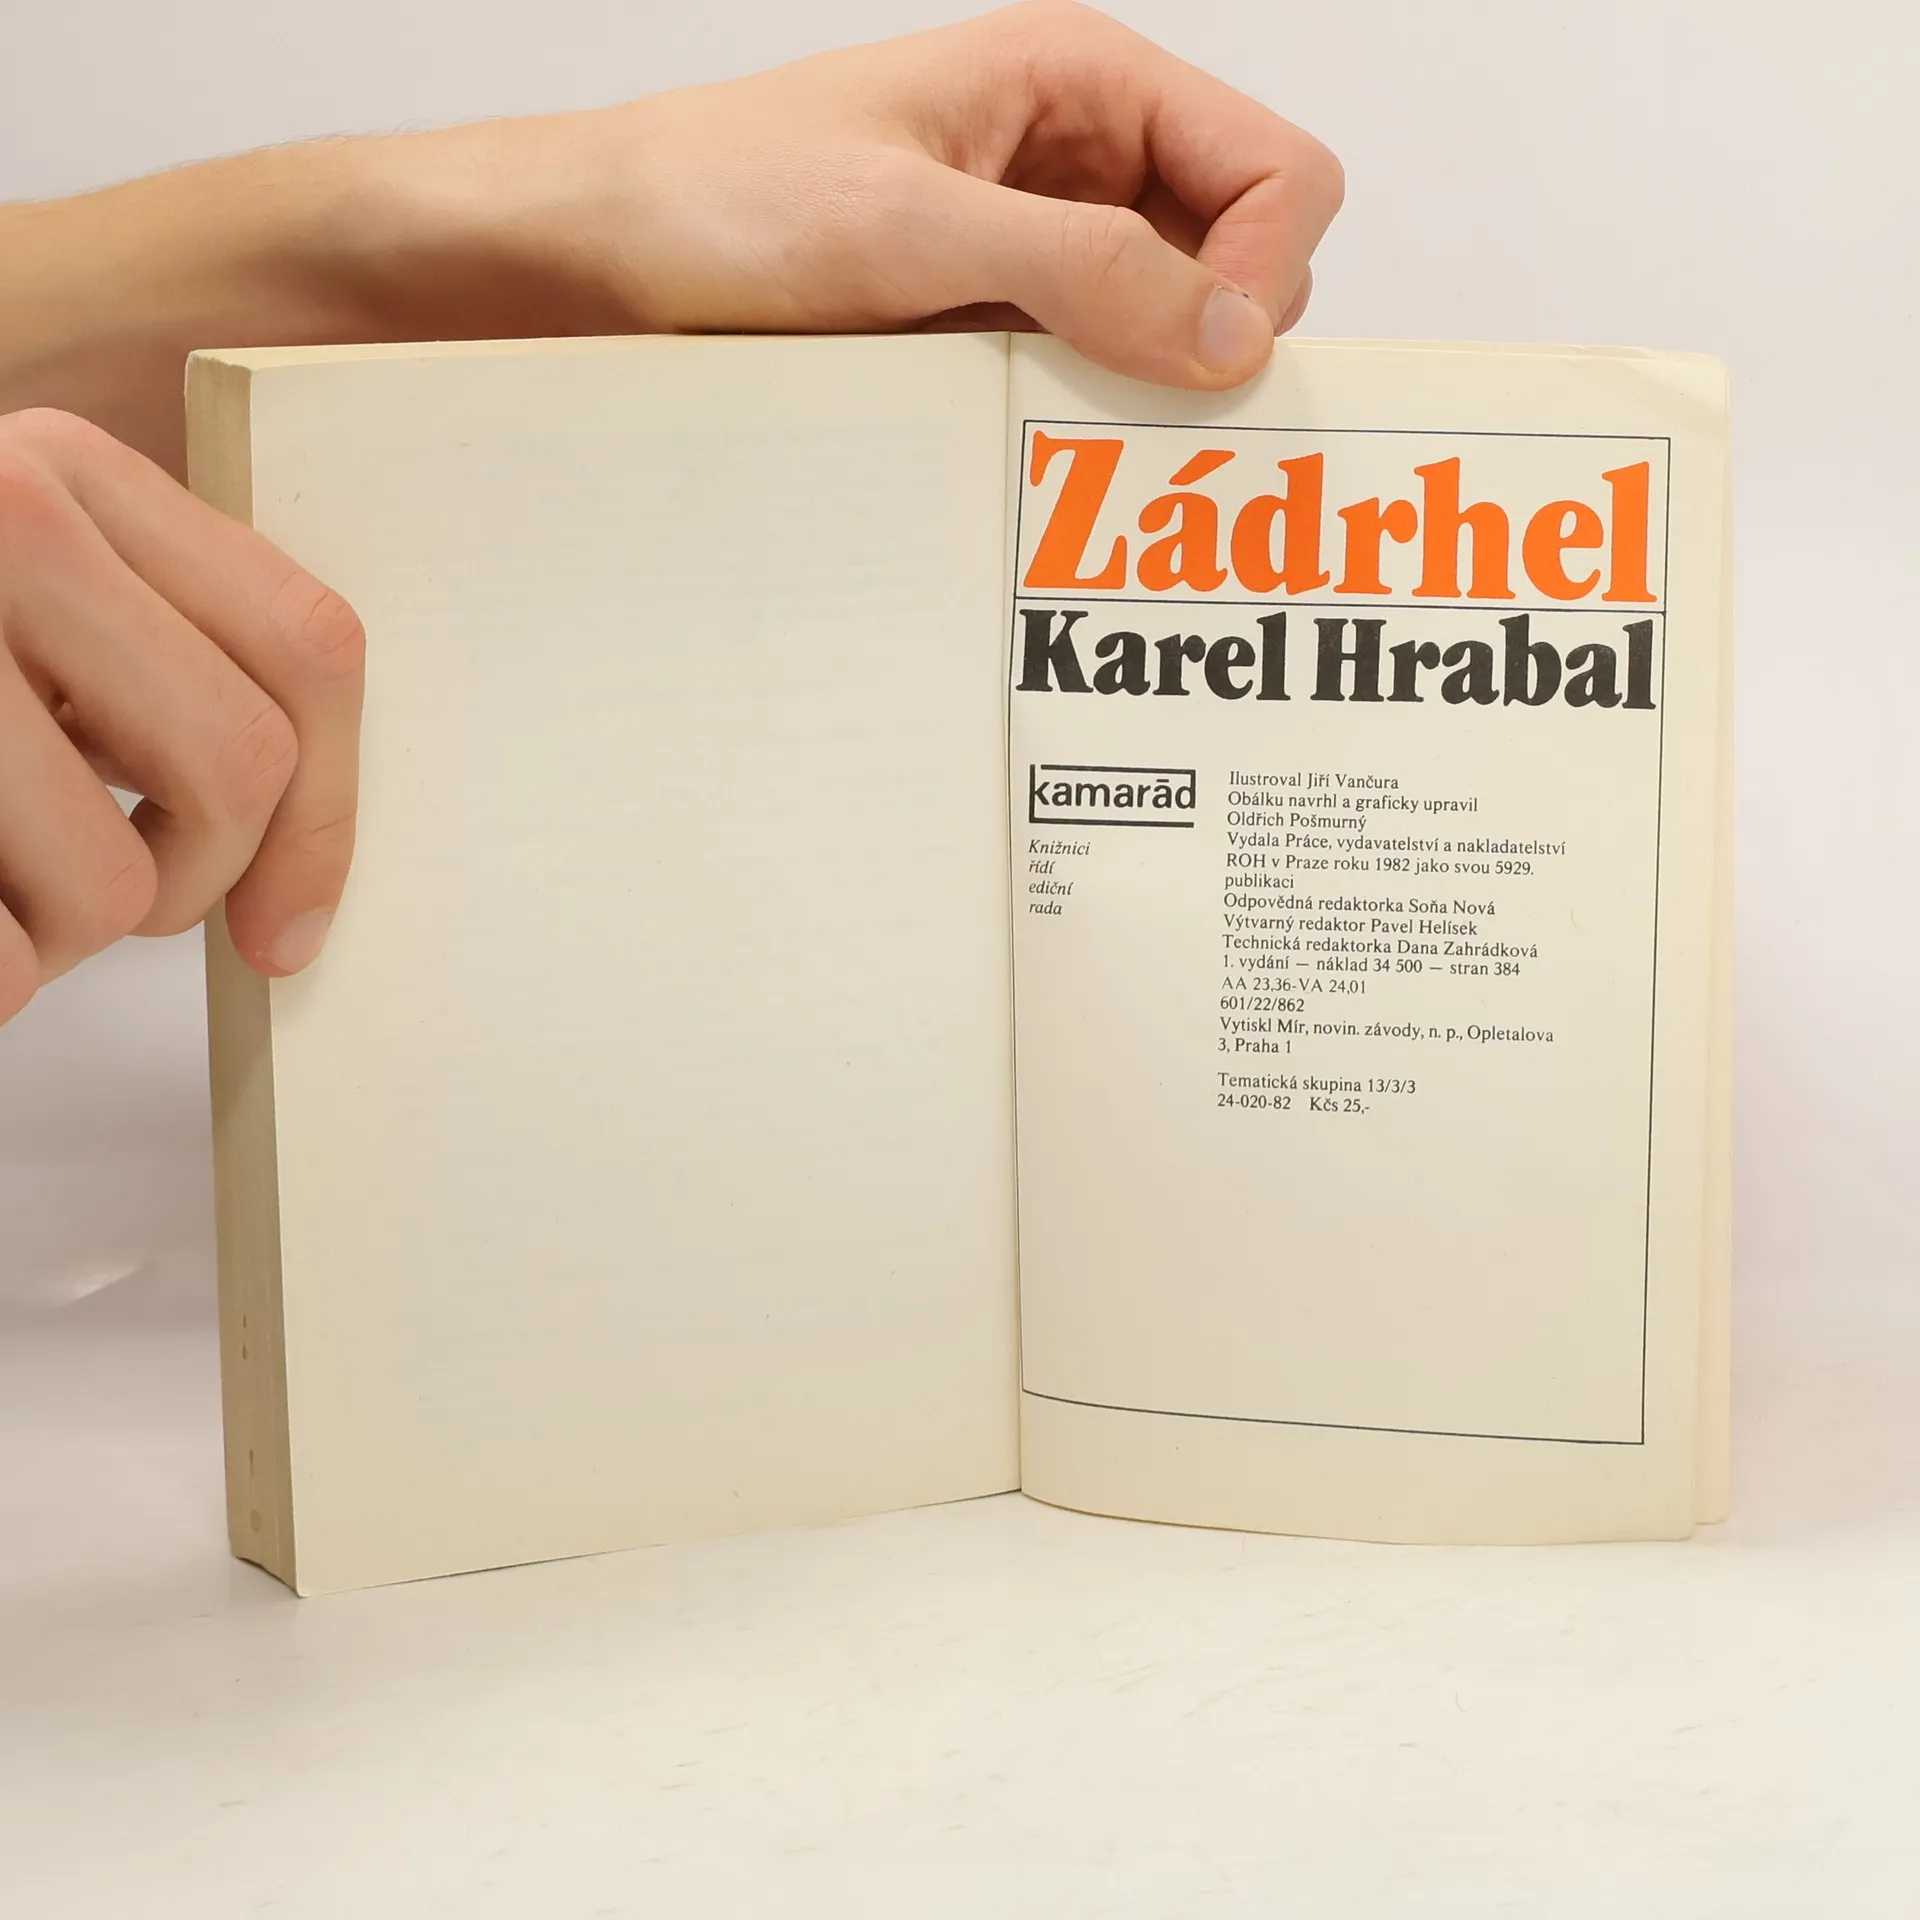 Zádrhel
Karel Hrabal
kamarād
Knižnici
řídí
ediční
rada
Ilustroval Jiří Vančura
Obálku navrhl a graficky upravil
Oldřich Pošmurný
Vydala Práce, vydavatelství a nakladatelství
ROH v Praze roku 1982 jako svou 5929.
publikaci
Odpovědná redaktorka Soňa Nová
Výtvarný redaktor Pavel Helísek
Technická redaktorka Dana Zahrádková
1. vydání — náklad 34 500 — stran 384
AA 23,36-VA 24,01
601/22/862
Vytiskl Mír, novin. závody, n. p., Opletalova
3, Praha 1
Tematická skupina 13/3/3
24-020-82 Kčs 25,-